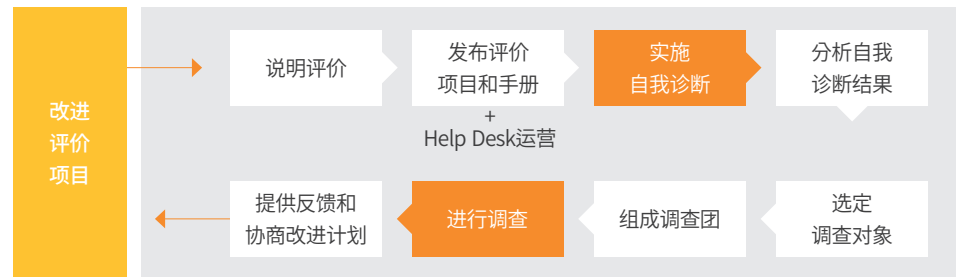 改进
评价
项目
说明评价
发布评价
项目和手册
+
Help Desk运营
实施
自我诊断
分析自我
诊断结果
选定
调查对象
组成调查团
进行调查
提供反馈和
协商改进计划